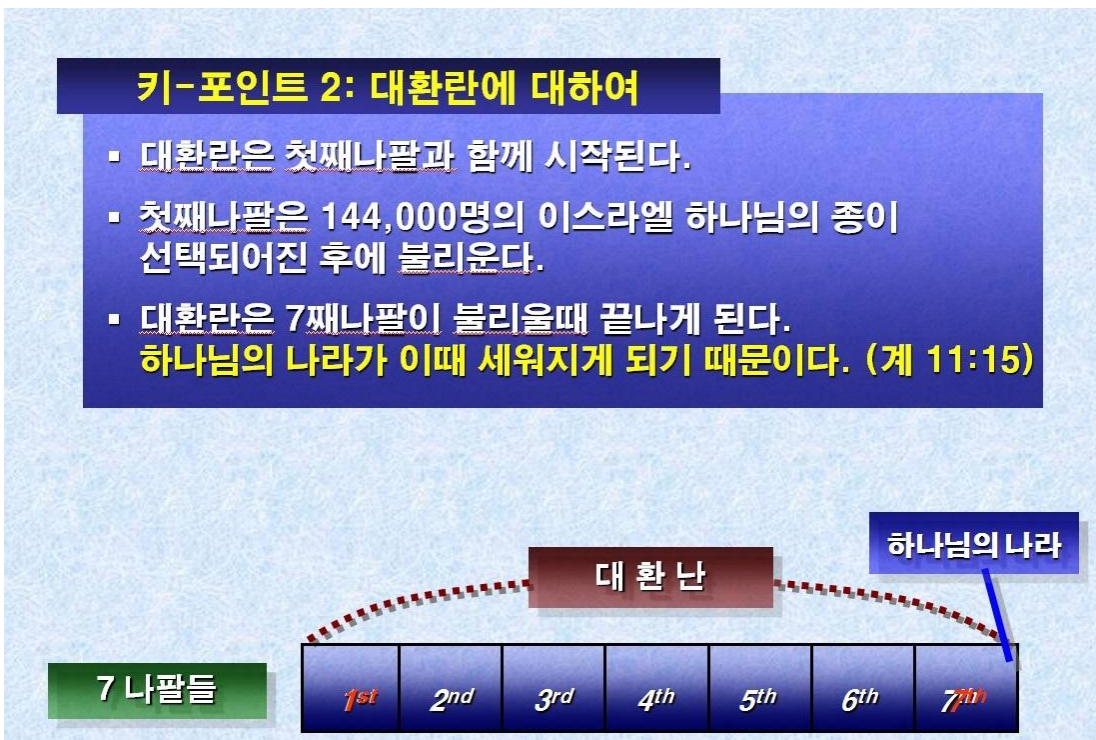 키-포인트 2: 대환란에 대하여
▪ 대환란은 첫째나팔과 함께 시작된다.
▪ 첫째나팔은 144,000명의 이스라엘 하나님의 종이
선택되어진 후에 불리운다.
▪ 대환란은 7째나팔이 불리울때 끝나게 된다.
하나님의 나라가 이때 세워지게 되기 때문이다. (계 11:15)
하나님의 나라
대 환 난
7 나팔들
1st 2nd 3rd 4th 5th 6th 7th